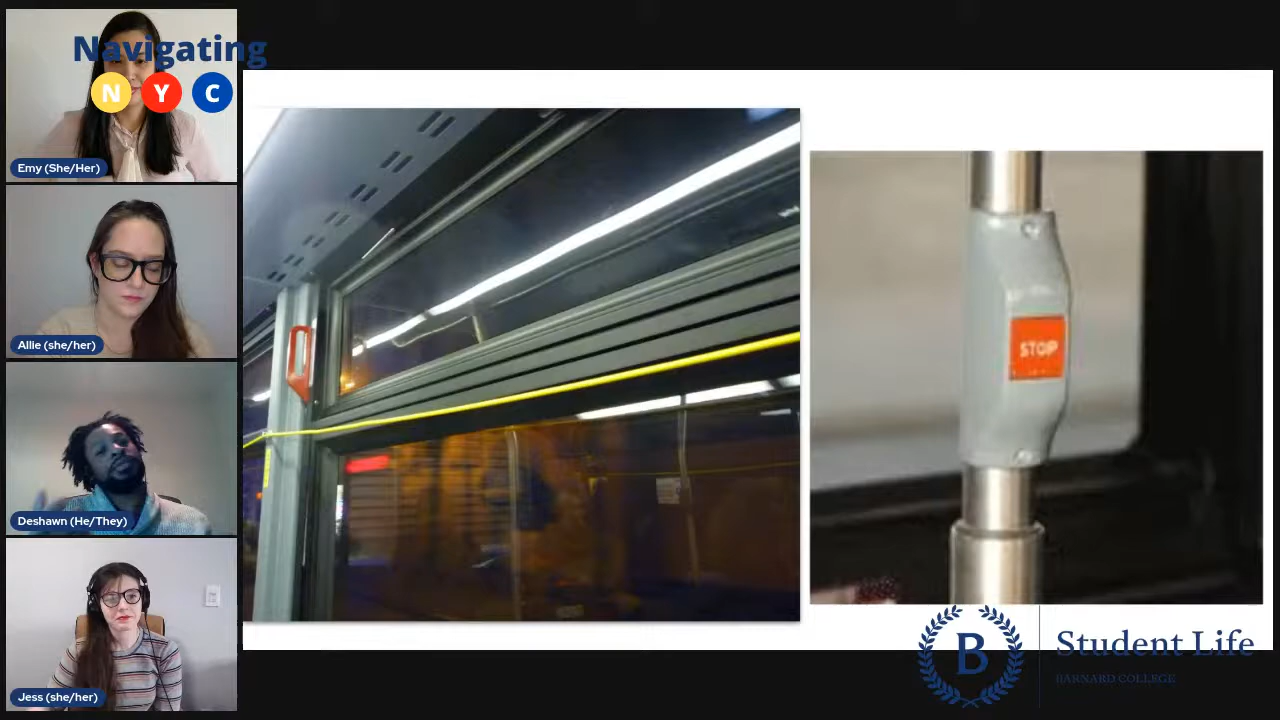 Navigating
N Y C
Emy (She/Her)
Allie (she/her)
Deshawn (He/They)
Jess (she/her)
STOP
B
Student Life
BARNARD COLLEGE